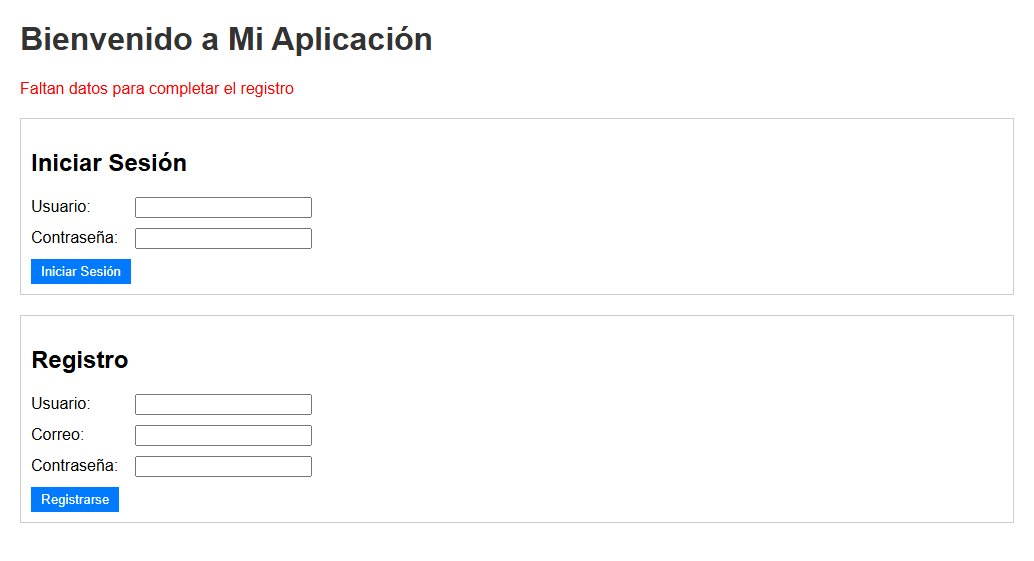 Bienvenido a Mi Aplicación
Faltan datos para completar el registro
Iniciar Sesión
Usuario:
Contraseña:
Iniciar Sesión
Registro
Usuario:
Correo:
Contraseña:
Registrarse